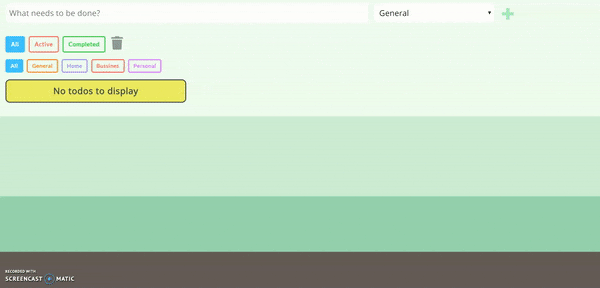 What needs to be done? General
All Active Completed
All General Home Bussines Personal
No todos to display
RECORDED WITH
SCREENCAST MATIC